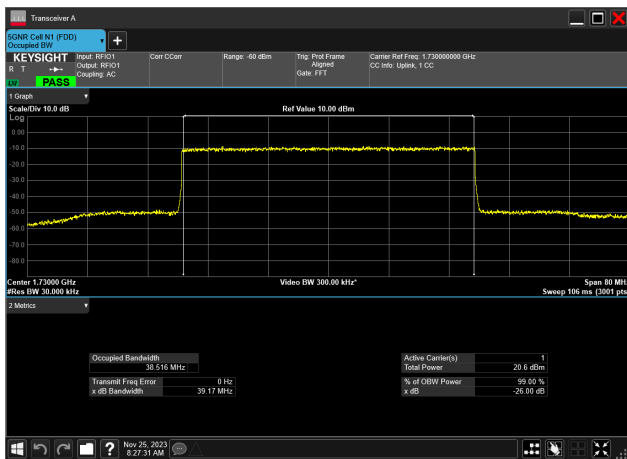 Transceiver A
5GNR Cell N1 (FDD)
Occupied BW
KEYSIGHT
R T
LV
PASS
Input: RFIO1
Output: RFIO1
Coupling: AC
Corr CCorr
Range: -60 dBm
Trig: Prot Frame
Aligned
Gate: FFT
Carrier Ref Freq: 1.730000000 GHz
CC Info: Uplink, 1 CC
1 Graph
Scale/Div 10.0 dB
Ref Value 10.00 dBm
Log
0.00
-10.0
-20.0
-30.0
-40.0
-50.0
-60.0
-70.0
-80.0
Center 1.73000 GHz
Video BW 300.00 kHz*
Span 80 MHz
#Res BW 30.000 kHz
Sweep 106 ms (3001 pts
2 Metrics
Occupied Bandwidth
38.516 MHz
Transmit Freq Error 0 Hz
x dB Bandwidth 39.17 MHz
Active Carrier(s) 1
Total Power 20.6 dBm
% of OBW Power 99.00 %
x dB -26.00 dB
?
Nov 25, 2023
8:27:31 AM